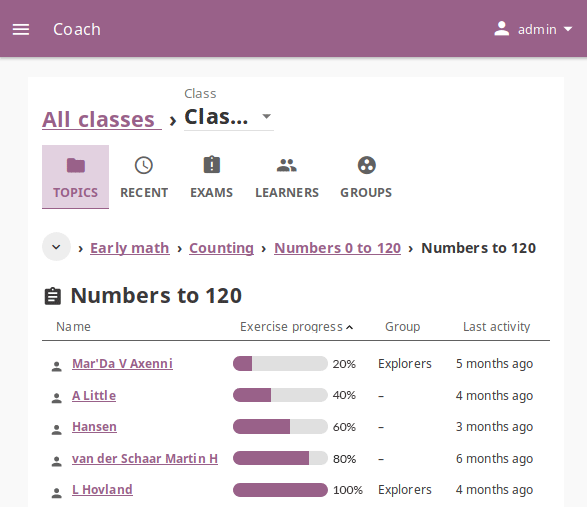 Coach
admin
Class
All classes › Clas...
TOPICS RECENT EXAMS LEARNERS GROUPS
› Early math › Counting › Numbers 0 to 120 › Numbers to 120
Numbers to 120
Name Exercise progress Group Last activity
Mar'Da V Axenni 20% Explorers 5 months ago
A Little 40% – 4 months ago
Hansen 60% – 3 months ago
van der Schaar Martin H 80% – 6 months ago
L Hovland 100% Explorers 4 months ago